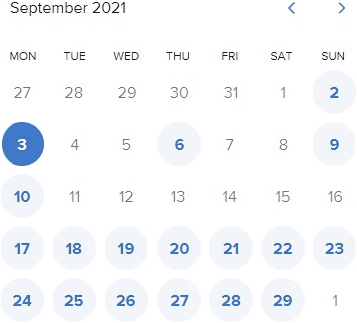 September 2021 < >
MON TUE WED THU FRI SAT SUN
27 28 29 30 31 1 2
3 4 5 6 7 8 9
10 11 12 13 14 15 16
17 18 19 20 21 22 23
24 25 26 27 28 29 1